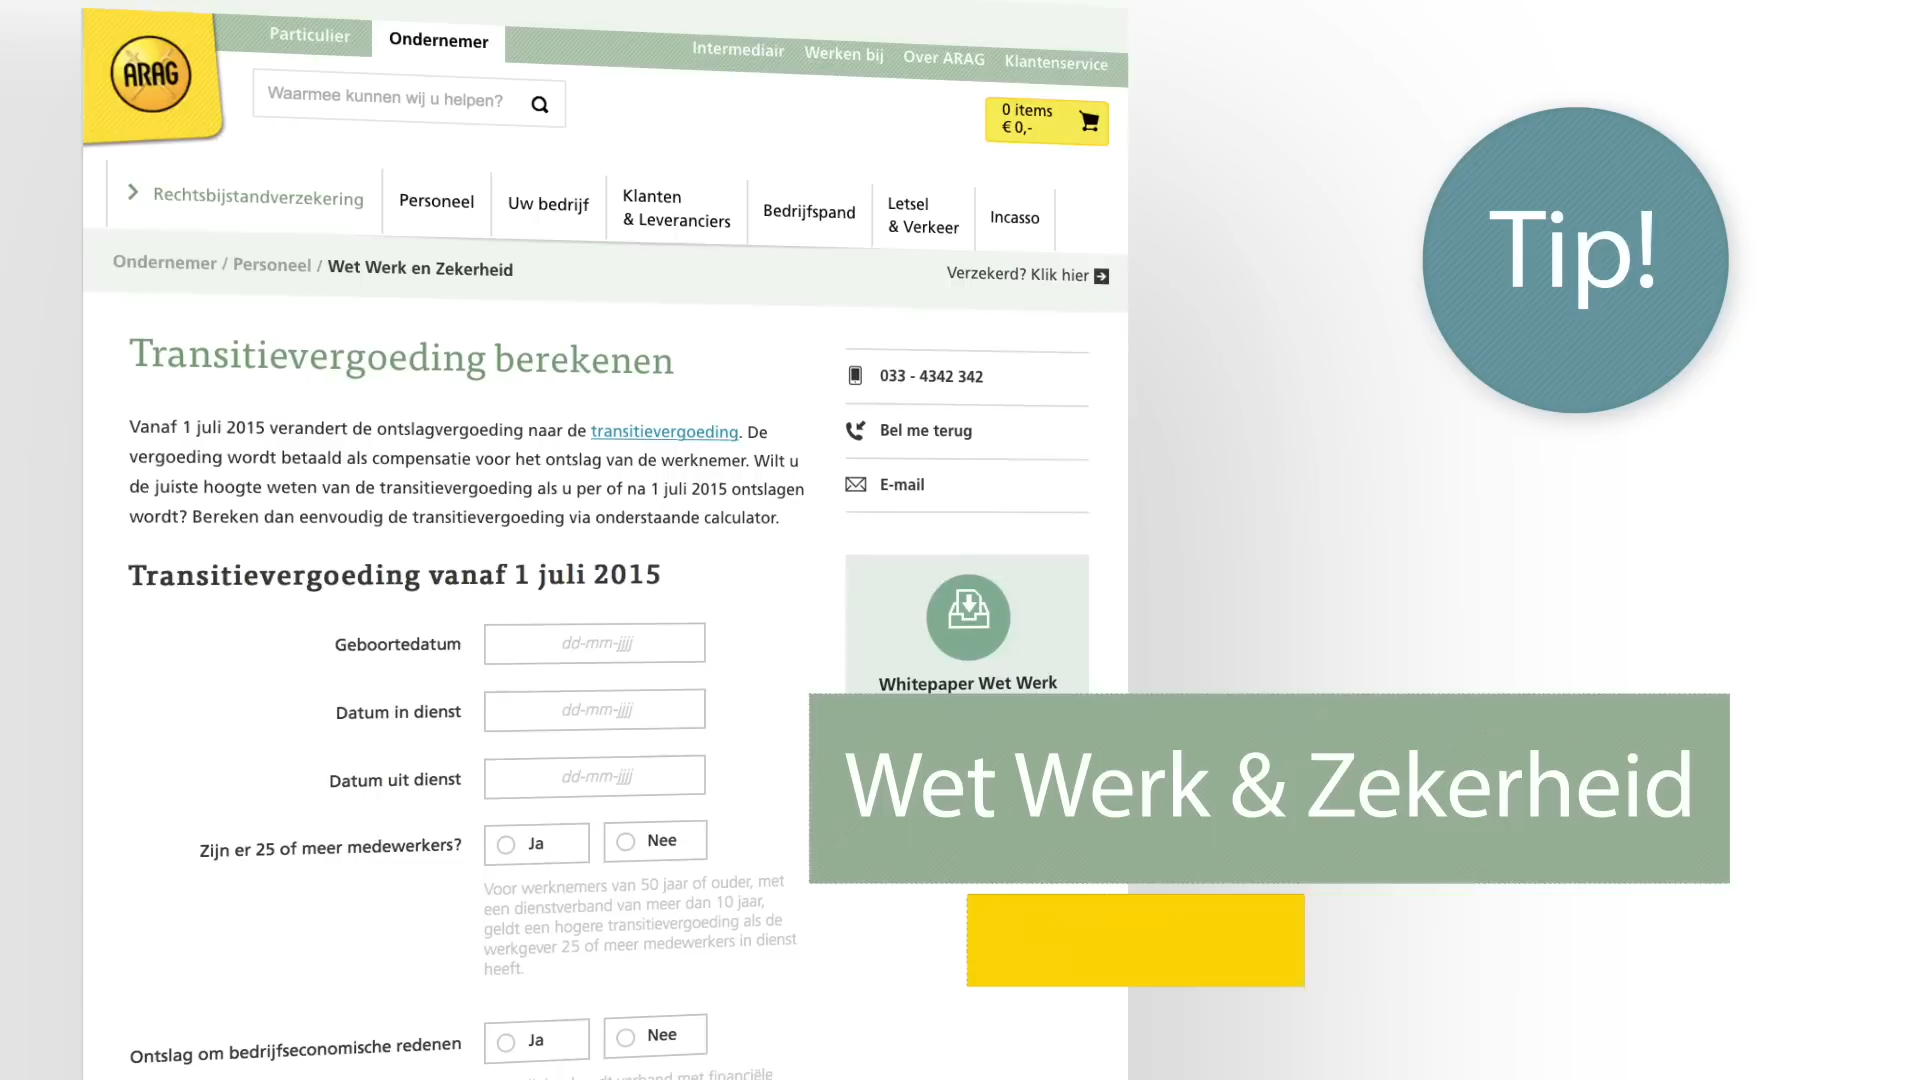 Particulier
Ondernemer
Intermediair
Werken bij
Over ARAG
Klantenservice
ARAG
Waarmee kunnen wij u helpen?
0 items
€ 0,-
Rechtsbijstandverzekering
Personeel
Uw bedrijf
Klanten
& Leveranciers
Bedrijfspand
Letsel
& Verkeer
Incasso
Ondernemer / Personeel / Wet Werk en Zekerheid
Verzekerd? Klik hier
Tip!
Transitievergoeding berekenen
Vanaf 1 juli 2015 verandert de ontslagvergoeding naar de transitievergoeding. De
vergoeding wordt betaald als compensatie voor het ontslag van de werknemer. Wilt u
de juiste hoogte weten van de transitievergoeding als u per of na 1 juli 2015 ontslagen
wordt? Bereken dan eenvoudig de transitievergoeding via onderstaande calculator.
033 - 4342 342
Bel me terug
E-mail
Transitievergoeding vanaf 1 juli 2015
Geboortedatum
dd-mm-jjjj
Datum in dienst
dd-mm-jjjj
Datum uit dienst
dd-mm-jjjj
Zijn er 25 of meer medewerkers?
Ja
Nee
Voor werknemers van 50 jaar of ouder, met
een dienstverband van meer dan 10 jaar,
geldt een hogere transitievergoeding als de
werkgever 25 of meer medewerkers in dienst
heeft.
Ontslag om bedrijfseconomische redenen
Ja
Nee
verband met financiële
Whitepaper Wet Werk
Wet Werk & Zekerheid